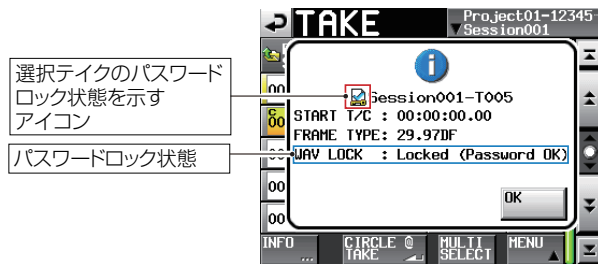 TAKE
Project01-12345
▼Session001
選択テイクのパスワード
ロック状態を示す
アイコン
パスワードロック状態
Session001-T005
START T/C : 00:00:00.00
FRAME TYPE: 29.97DF
WAV LOCK : Locked (Password OK)
OK
00
00
INFO ...
CIRCLE @
TAKE
MULTI
SELECT
MENU ▲